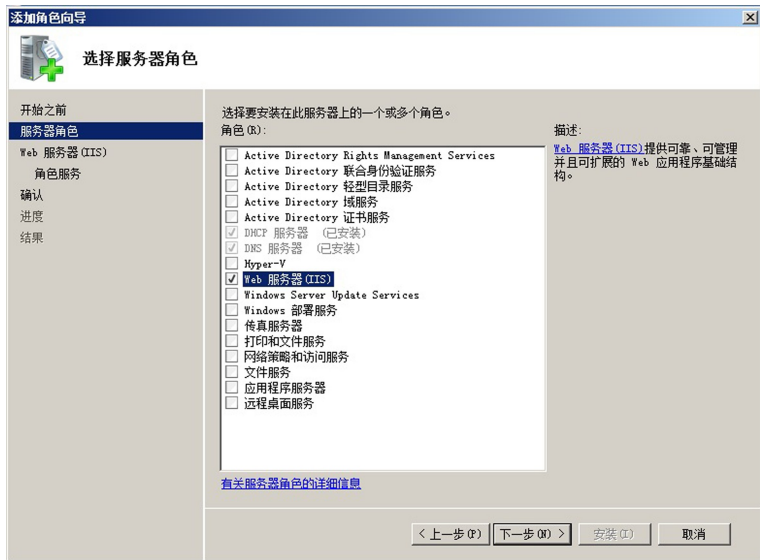 添加角色向导
选择服务器角色
开始之前
服务器角色
Web 服务器(IIS)
角色服务
确认
进度
结果
选择要安装在此服务器上的一个或多个角色。
角色(R):
Active Directory Rights Management Services
Active Directory 联合身份验证服务
Active Directory 轻型目录服务
Active Directory 域服务
Active Directory 证书服务
DHCP 服务器 (已安装)
DNS 服务器 (已安装)
Hyper-V
Web 服务器(IIS)
Windows Server Update Services
Windows 部署服务
传真服务器
打印和文件服务
网络策略和访问服务
文件服务
应用程序服务器
远程桌面服务
有关服务器角色的详细信息
描述:
Web 服务器(IIS)提供可靠、可管理
并且可扩展的 Web 应用程序基础结
构。
< 上一步(P) 下一步(N) > 安装(I) 取消